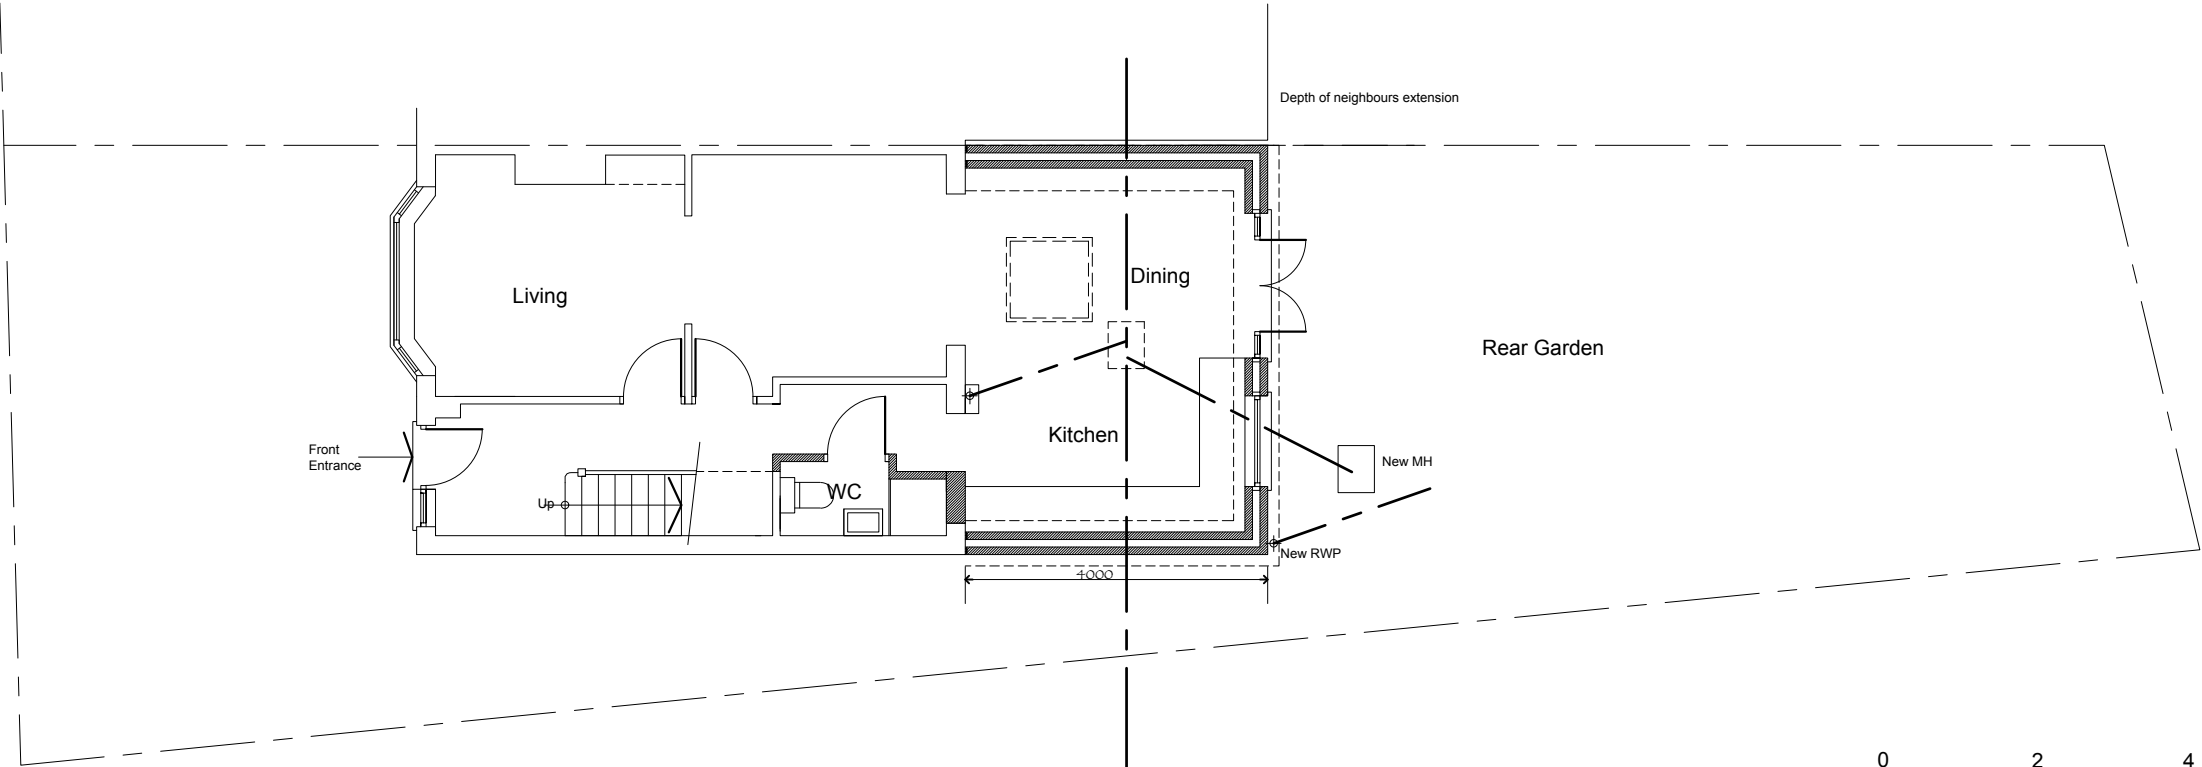 Depth of neighbours extension
Dining
Living
Rear Garden
Kitchen
Front
Entrance
New MH
WC
Up
New RWP
4000
0 2 4